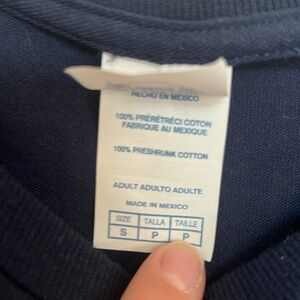 HECHO EN MEXICO
100% PRÉRÉTRÉCI COTON
FABRIQUE AU MEXIQUE
100% PRESHRUNK COTTON
ADULT ADULTO ADULTE
MADE IN MEXICO
SIZE TALLA TAILLE
S P P